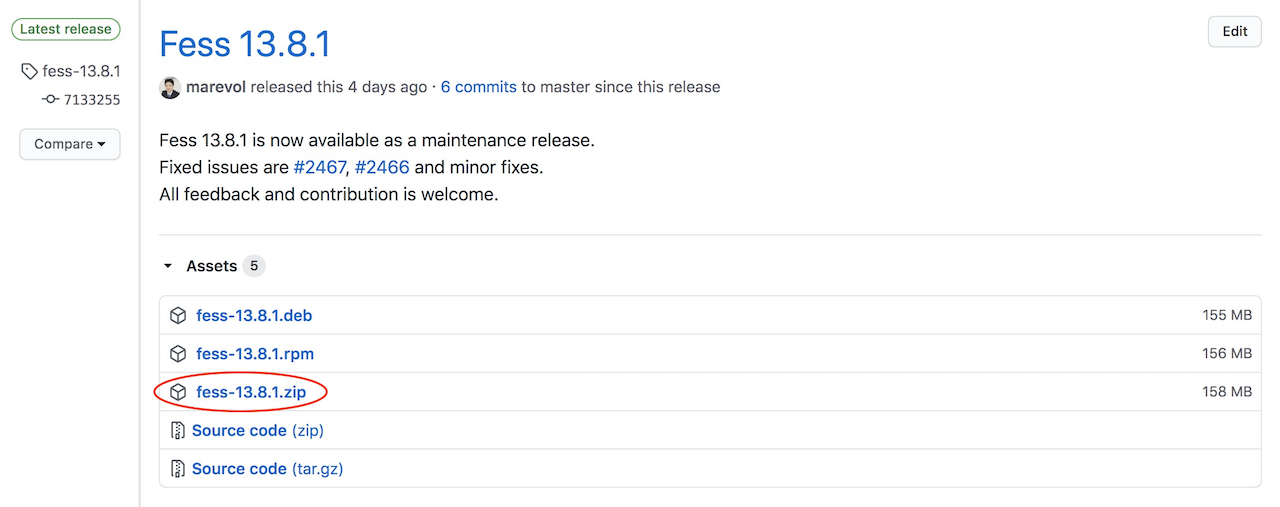 Latest release
fess-13.8.1
7133255
Compare
Fess 13.8.1
Edit
marevol released this 4 days ago · 6 commits to master since this release
Fess 13.8.1 is now available as a maintenance release.
Fixed issues are #2467, #2466 and minor fixes.
All feedback and contribution is welcome.
Assets 5
fess-13.8.1.deb 155 MB
fess-13.8.1.rpm 156 MB
fess-13.8.1.zip 158 MB
Source code (zip)
Source code (tar.gz)